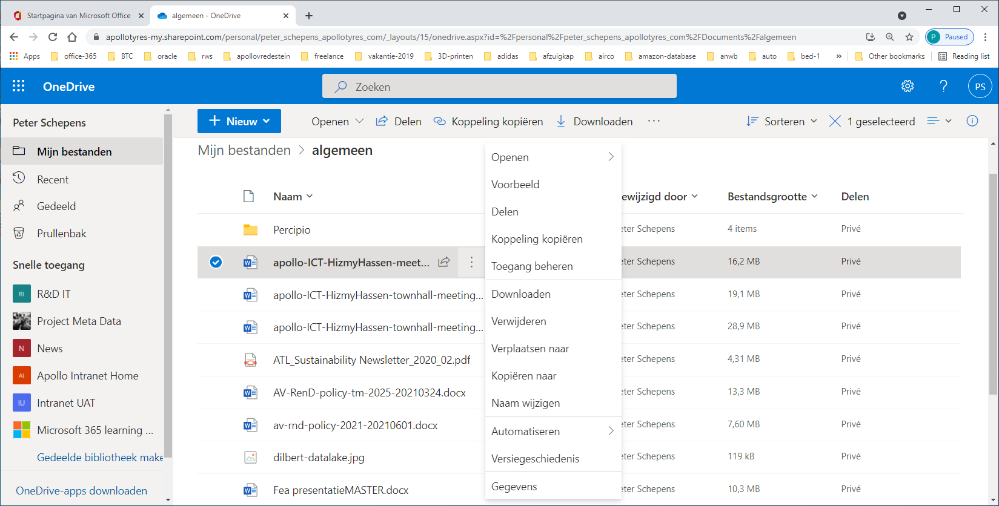 Startpagina van Microsoft Office
algemeen - OneDrive
apollotyres-my.sharepoint.com/personal/peter_schepens_apollotyres_com/_layouts/15/onedrive.aspx?id=%2Fpersonal%2Fpeter_schepens_apollotyres_com%2FDocuments%2Falgemeen
P Paused
Apps office-365 BTC oracle rws apollovredestein freelance vakantie-2019 3D-printen adidas afzuigkap airco amazon-database anwb auto bed-1 » Other bookmarks Reading list
OneDrive Zoeken ? PS
Peter Schepens
Mijn bestanden
Recent
Gedeeld
Prullenbak
Snelle toegang
RI R&D IT
Project Meta Data
N News
AI Apollo Intranet Home
IU Intranet UAT
Microsoft 365 learning ...
Gedeelde bibliotheek make
OneDrive-apps downloaden
+ Nieuw Openen Delen Koppeling kopiëren Downloaden ··· Sorteren 1 geselecteerd
Mijn bestanden > algemeen
Naam ewijzigd door Bestandsgrootte Delen
Percipio eter Schepens 4 items Privé
apollo-ICT-HizmyHassen-meet... eter Schepens 16,2 MB Privé
apollo-ICT-HizmyHassen-townhall-meeting... eter Schepens 19,1 MB Privé
apollo-ICT-HizmyHassen-townhall-meeting... eter Schepens 28,9 MB Privé
ATL_Sustainability Newsletter_2020_02.pdf eter Schepens 4,31 MB Privé
AV-RenD-policy-tm-2025-20210324.docx eter Schepens 13,3 MB Privé
av-rnd-policy-2021-20210601.docx eter Schepens 7,60 MB Privé
dilbert-datalake.jpg eter Schepens 119 kB Privé
Fea presentatieMASTER.docx eter Schepens 10,3 MB Privé
Openen
Voorbeeld
Delen
Koppeling kopiëren
Toegang beheren
Downloaden
Verwijderen
Verplaatsen naar
Kopiëren naar
Naam wijzigen
Automatiseren
Versiegeschiedenis
Gegevens